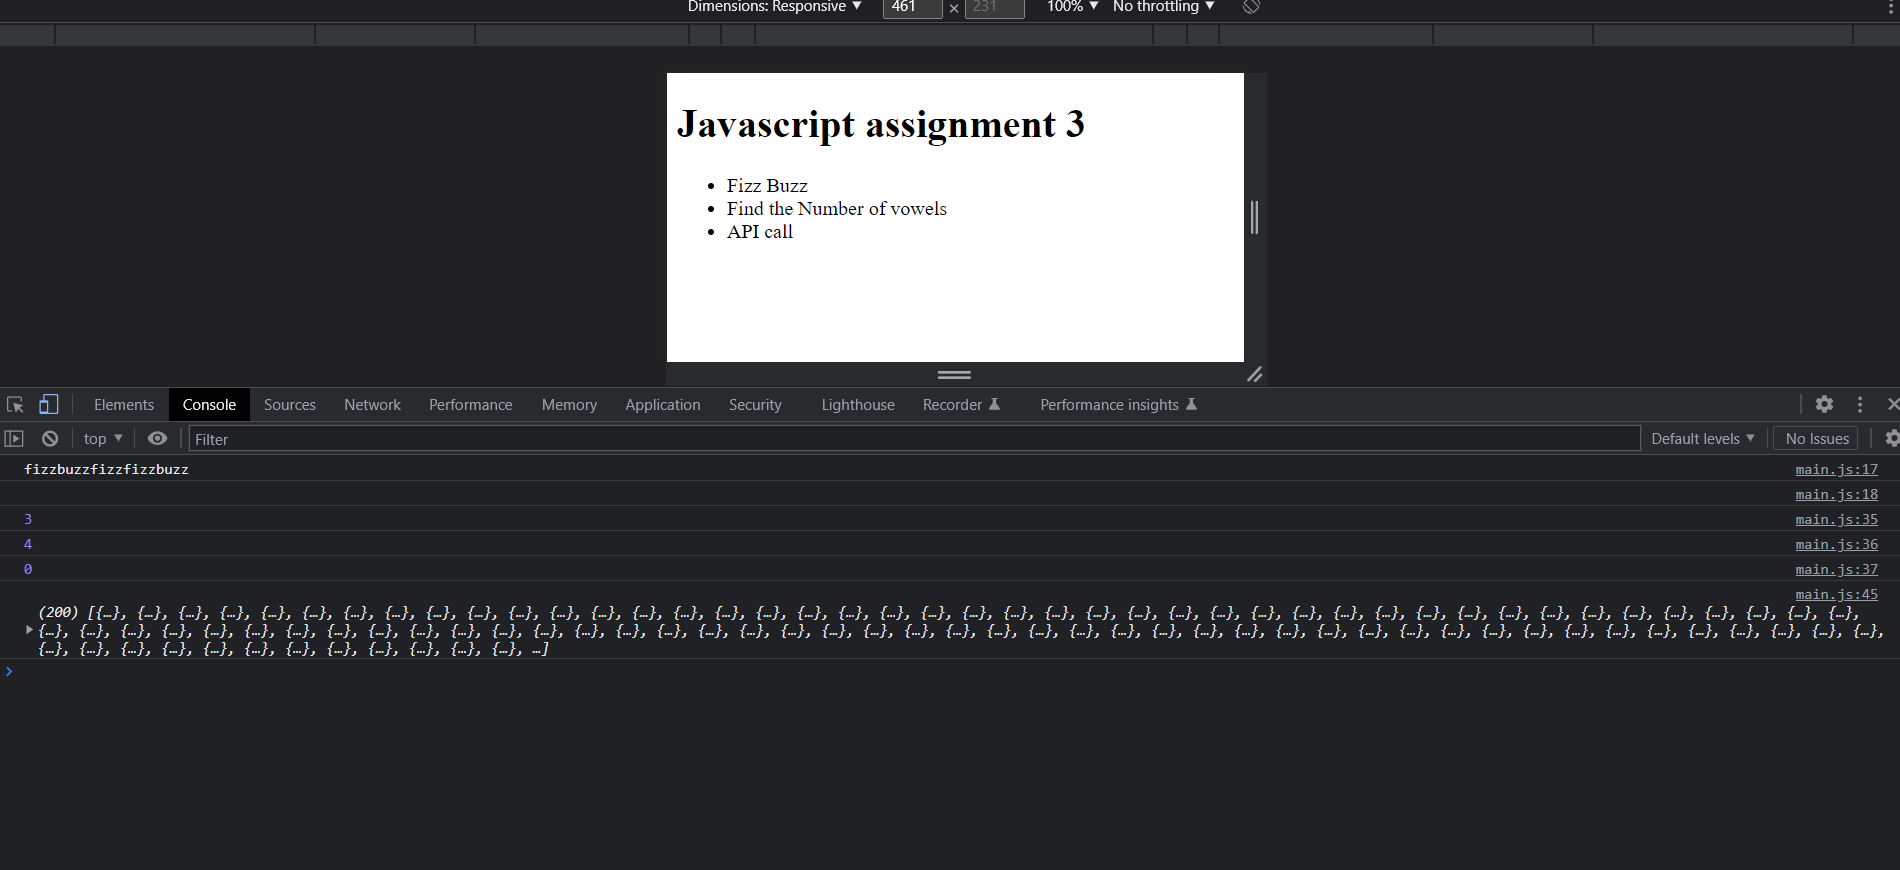 Dimensions: Responsive ▼ 461 × 231 100% ▼ No throttling ▼
Javascript assignment 3
• Fizz Buzz
• Find the Number of vowels
• API call
Elements Console Sources Network Performance Memory Application Security Lighthouse Recorder Performance insights
top ▼ Filter Default levels ▼ No Issues
fizzbuzzfizzfizzbuzz main.js:17
main.js:18
3 main.js:35
4 main.js:36
0 main.js:37
main.js:45
(200) [{…}, {…}, {…}, {…}, {…}, {…}, {…}, {…}, {…}, {…}, {…}, {…}, {…}, {…}, {…}, {…}, {…}, {…}, {…}, {…}, {…}, {…}, {…}, {…}, {…}, {…}, {…}, {…}, {…}, {…}, {…}, {…}, {…}, {…}, {…}, {…}, {…}, {…}, {…}, {…}, {…}, {…}, {…},
{…}, {…}, {…}, {…}, {…}, {…}, {…}, {…}, {…}, {…}, {…}, {…}, {…}, {…}, {…}, {…}, {…}, {…}, {…}, {…}, {…}, {…}, {…}, {…}, {…}, {…}, {…}, {…}, {…}, {…}, {…}, {…}, {…}, {…}, {…}, {…}, {…}, {…}, {…}, {…}, {…}, {…}, {…}, {…}, {…},
{…}, {…}, {…}, {…}, {…}, {…}, {…}, {…}, {…}, {…}, {…}, {…}, …]